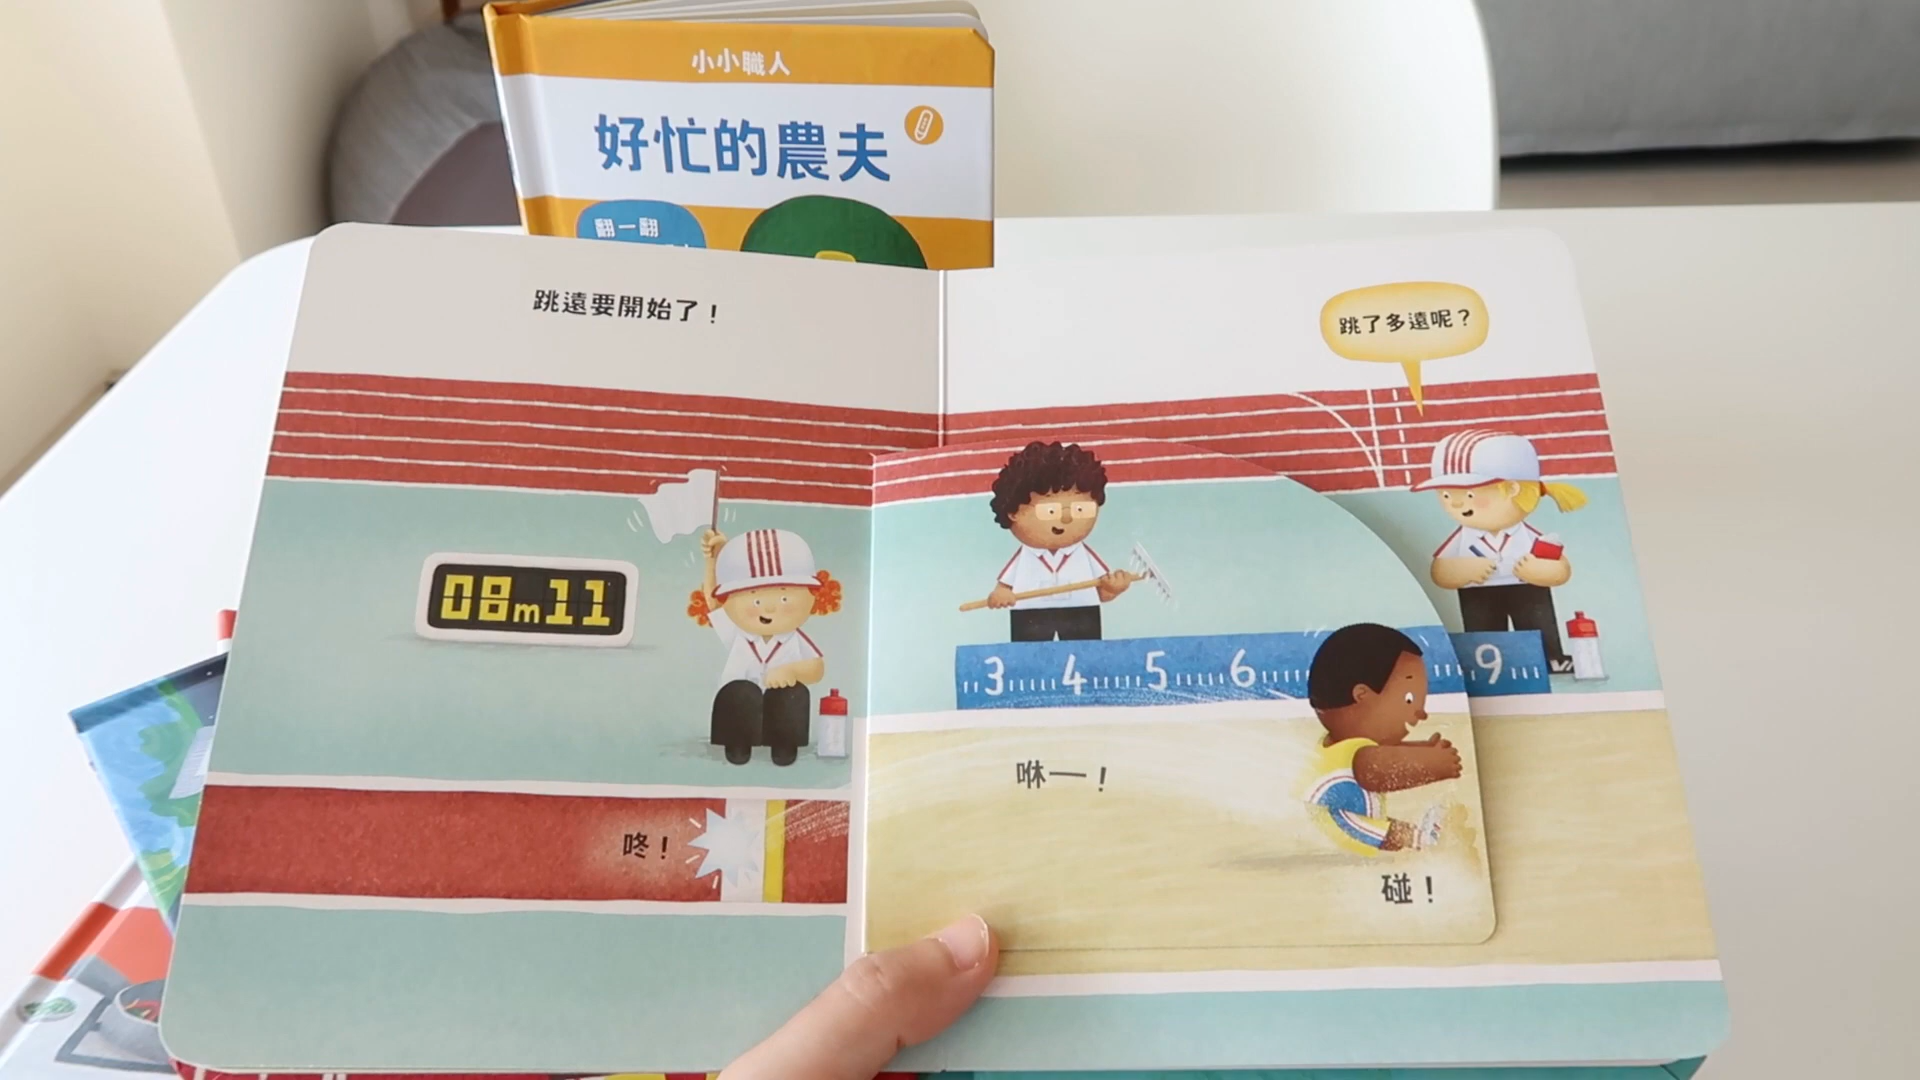 小小職人
好忙的農夫
翻一翻
跳遠要開始了！
跳了多遠呢？
08m11
3 4 5 6 9
咻—！
咚！
碰！